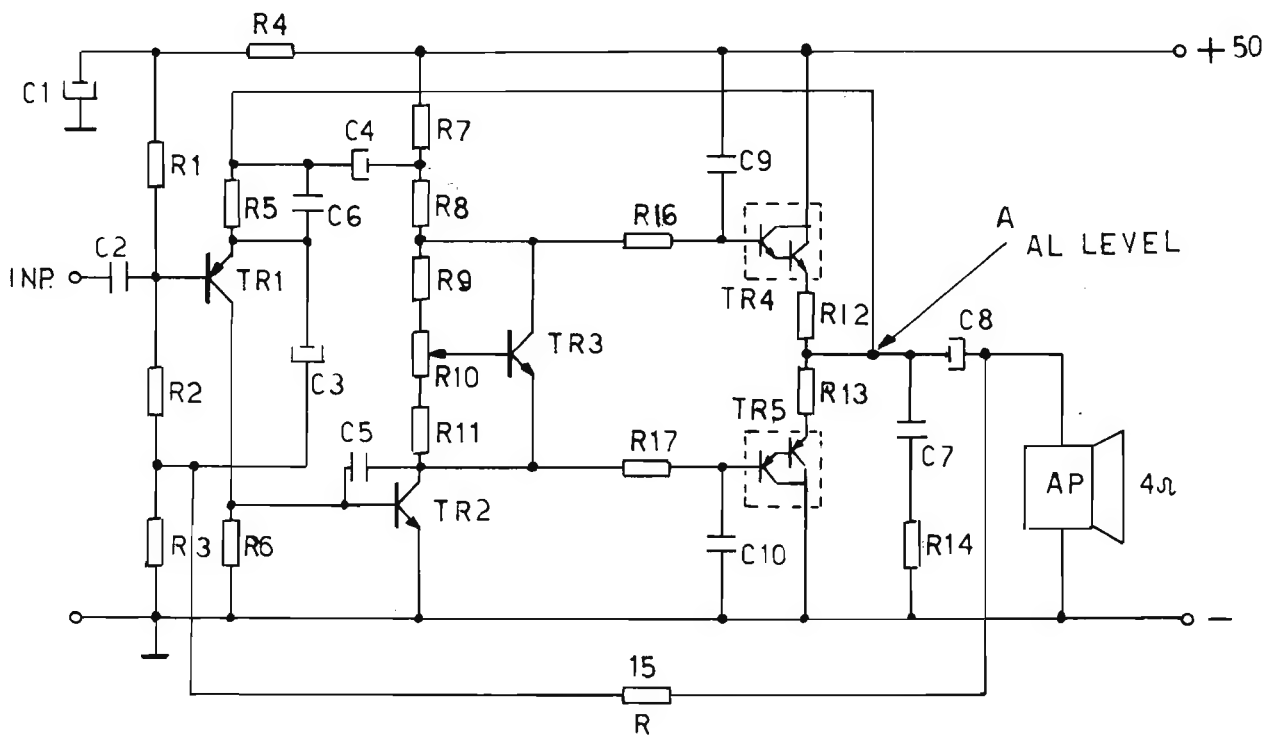 R4
+50
C1
R7
C4
R1
C9
R5
C6
R8
R16
A
AL LEVEL
C2
INP.
TR1
R9
TR4
R12
C8
TR3
R10
C3
R2
R13
TR5
C5
R11
R17
C7
AP
4Ω
TR2
R3
R6
C10
R14
–
15
R